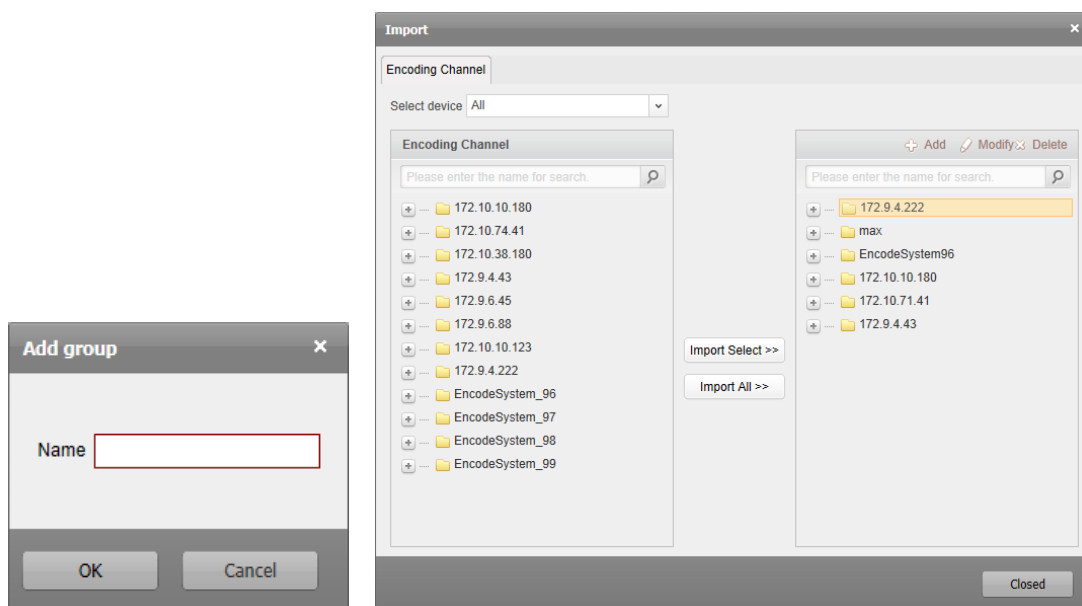 Add group
Name
OK Cancel
Import
Encoding Channel
Select device All
Encoding Channel
Please enter the name for search.
172.10.10.180
172.10.74.41
172.10.38.180
172.9.4.43
172.9.6.45
172.9.6.88
172.10.10.123
172.9.4.222
EncodeSystem_96
EncodeSystem_97
EncodeSystem_98
EncodeSystem_99
Import Select >>
Import All >>
Add Modify Delete
Please enter the name for search.
172.9.4.222
max
EncodeSystem96
172.10.10.180
172.10.71.41
172.9.4.43
Closed